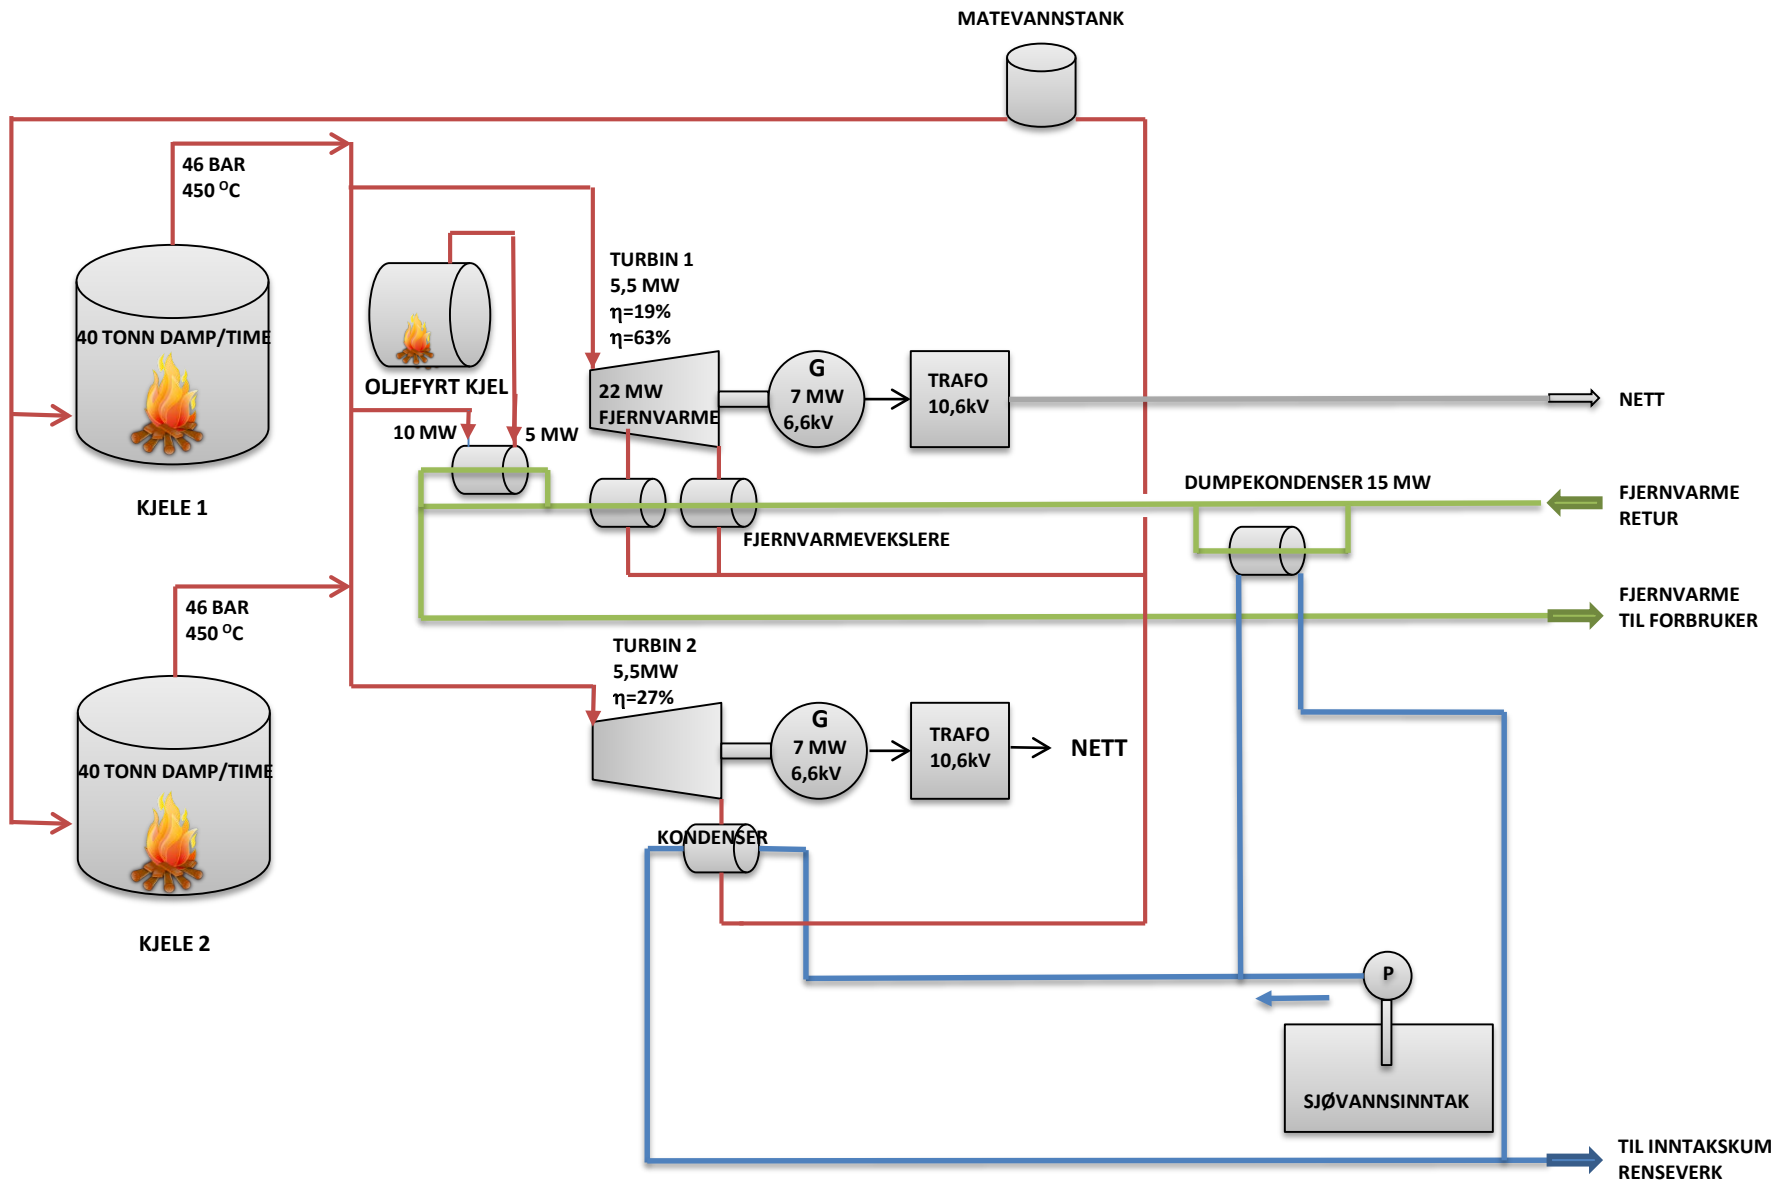 MATEVANNSTANK
46 BAR
450 ᴼC
40 TONN DAMP/TIME
KJELE 1
OLJEFYRT KJEL
10 MW
5 MW
TURBIN 1
5,5 MW
η=19%
η=63%
22 MW
FJERNVARME
G
7 MW
6,6kV
TRAFO
10,6kV
NETT
DUMPEKONDENSER 15 MW
FJERNVARME
RETUR
FJERNVARMEVEKSLERE
FJERNVARME
TIL FORBRUKER
46 BAR
450 ᴼC
40 TONN DAMP/TIME
KJELE 2
TURBIN 2
5,5MW
η=27%
G
7 MW
6,6kV
TRAFO
10,6kV
NETT
KONDENSER
P
SJØVANNSINNTAK
TIL INNTAKSKUM
RENSEVERK